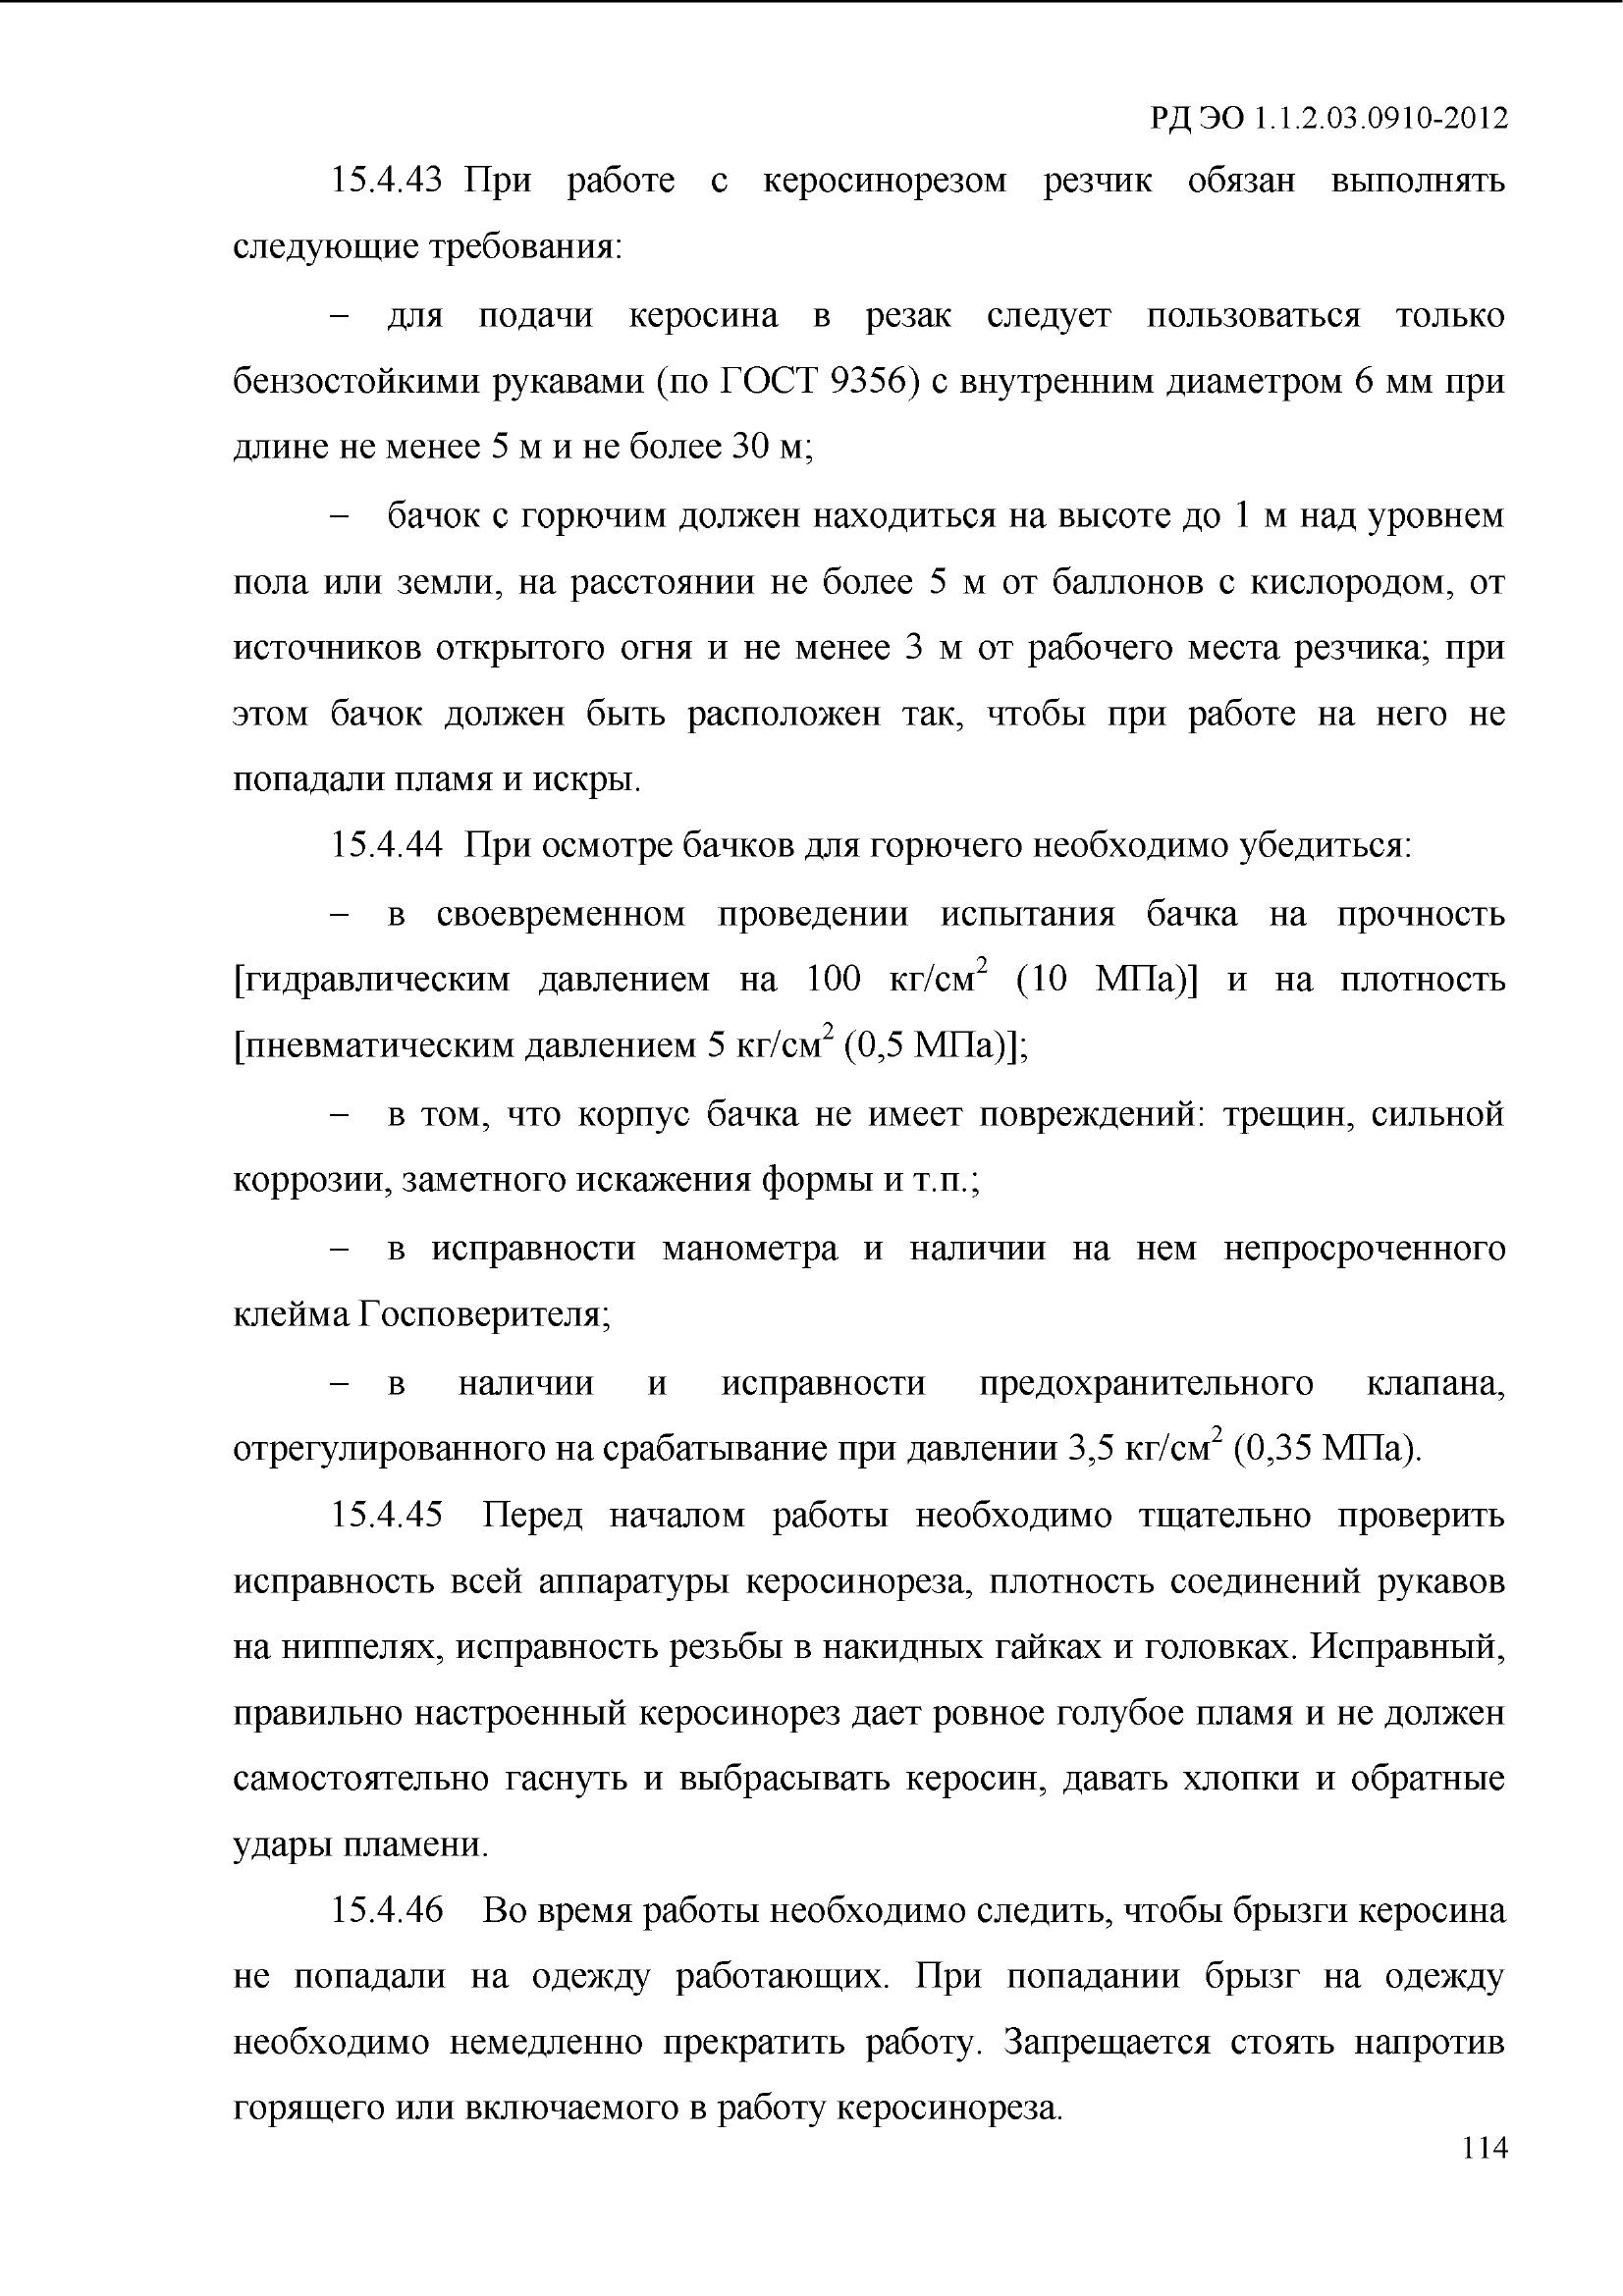 РД ЭО 1.1.2.03.0910-2012
15.4.43 При работе с керосинорезом резчик обязан выполнять
следующие требования:
– для подачи керосина в резак следует пользоваться только
бензостойкими рукавами (по ГОСТ 9356) с внутренним диаметром 6 мм при
длине не менее 5 м и не более 30 м;
– бачок с горючим должен находиться на высоте до 1 м над уровнем
пола или земли, на расстоянии не более 5 м от баллонов с кислородом, от
источников открытого огня и не менее 3 м от рабочего места резчика; при
этом бачок должен быть расположен так, чтобы при работе на него не
попадали пламя и искры.
15.4.44 При осмотре бачков для горючего необходимо убедиться:
– в своевременном проведении испытания бачка на прочность
[гидравлическим давлением на 100 кг/см² (10 МПа)] и на плотность
[пневматическим давлением 5 кг/см² (0,5 МПа)];
– в том, что корпус бачка не имеет повреждений: трещин, сильной
коррозии, заметного искажения формы и т.п.;
– в исправности манометра и наличии на нем непросроченного
клейма Госповерителя;
– в наличии и исправности предохранительного клапана,
отрегулированного на срабатывание при давлении 3,5 кг/см² (0,35 МПа).
15.4.45 Перед началом работы необходимо тщательно проверить
исправность всей аппаратуры керосинореза, плотность соединений рукавов
на ниппелях, исправность резьбы в накидных гайках и головках. Исправный,
правильно настроенный керосинорез дает ровное голубое пламя и не должен
самостоятельно гаснуть и выбрасывать керосин, давать хлопки и обратные
удары пламени.
15.4.46 Во время работы необходимо следить, чтобы брызги керосина
не попадали на одежду работающих. При попадании брызг на одежду
необходимо немедленно прекратить работу. Запрещается стоять напротив
горящего или включаемого в работу керосинореза.
114